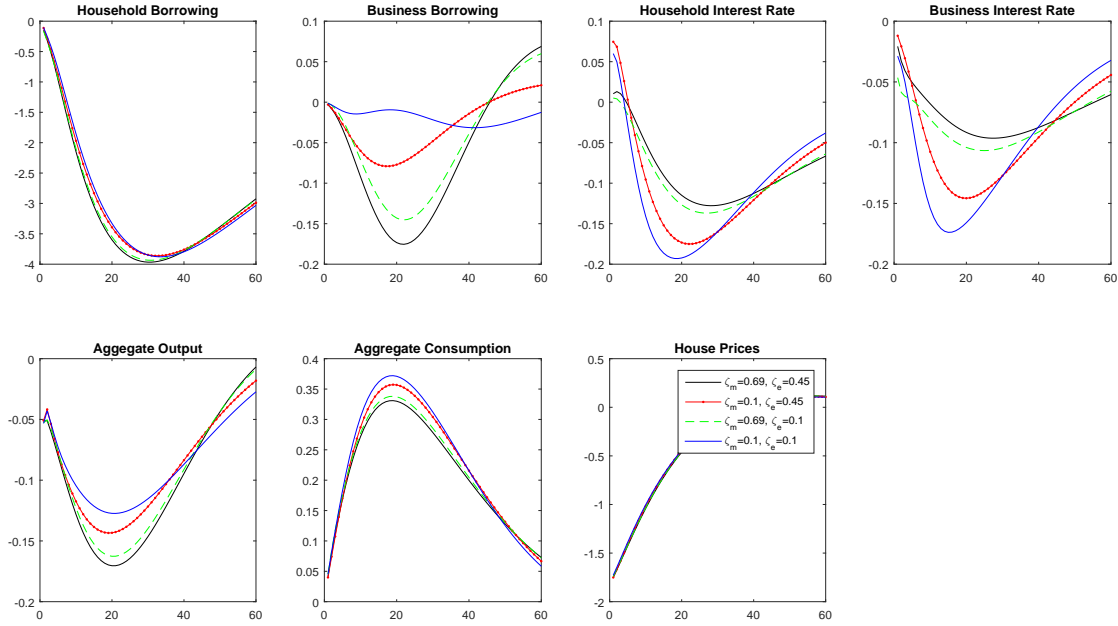 Household Borrowing
0
-0.5
-1
-1.5
-2
-2.5
-3
-3.5
-4
0 20 40 60
Business Borrowing
0.1
0.05
0
-0.05
-0.1
-0.15
-0.2
0 20 40 60
Household Interest Rate
0.1
0.05
0
-0.05
-0.1
-0.15
-0.2
0 20 40 60
Business Interest Rate
0
-0.05
-0.1
-0.15
-0.2
0 20 40 60
Aggegate Output
0
-0.05
-0.1
-0.15
-0.2
0 20 40 60
Aggregate Consumption
0.4
0.35
0.3
0.25
0.2
0.15
0.1
0.05
0
0 20 40 60
House Prices
0.5
0
-0.5
-1
-1.5
-2
0 20 40 60
ζm=0.69, ζe=0.45
ζm=0.1, ζe=0.45
ζm=0.69, ζe=0.1
ζm=0.1, ζe=0.1